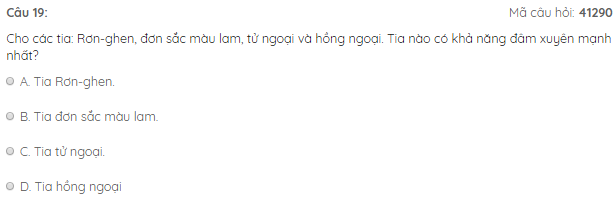 Câu 19:
Mã câu hỏi: 41290
Cho các tia: Rơn-ghen, đơn sắc màu lam, tử ngoại và hồng ngoại. Tia nào có khả năng đâm xuyên mạnh
nhất?
A. Tia Rơn-ghen.
B. Tia đơn sắc màu lam.
C. Tia tử ngoại.
D. Tia hồng ngoại